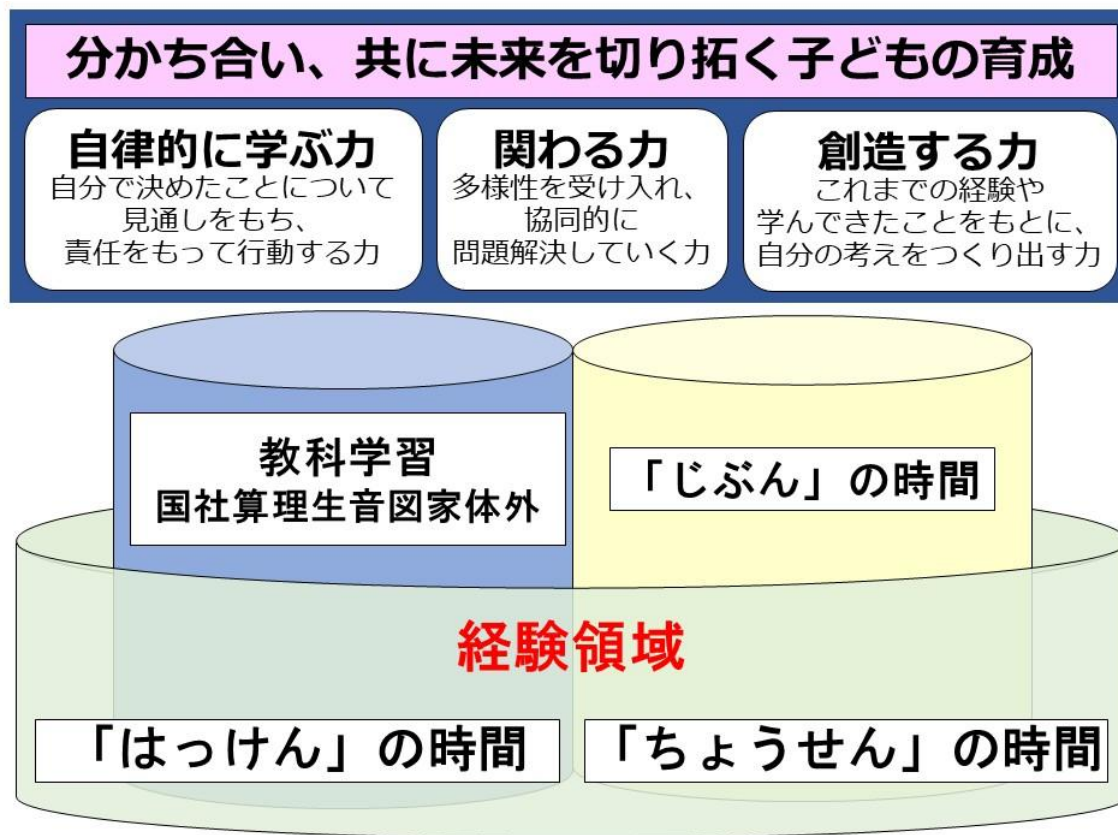 分かち合い、共に未来を切り拓く子どもの育成
自律的に学ぶ力
自分で決めたことについて
見通しをもち、
責任をもって行動する力
関わる力
多様性を受け入れ、
協同的に
問題解決していく力
創造する力
これまでの経験や
学んできたことをもとに、
自分の考えをつくり出す力
教科学習
国社算理生音図家体外
「じぶん」の時間
経験領域
「はっけん」の時間
「ちょうせん」の時間